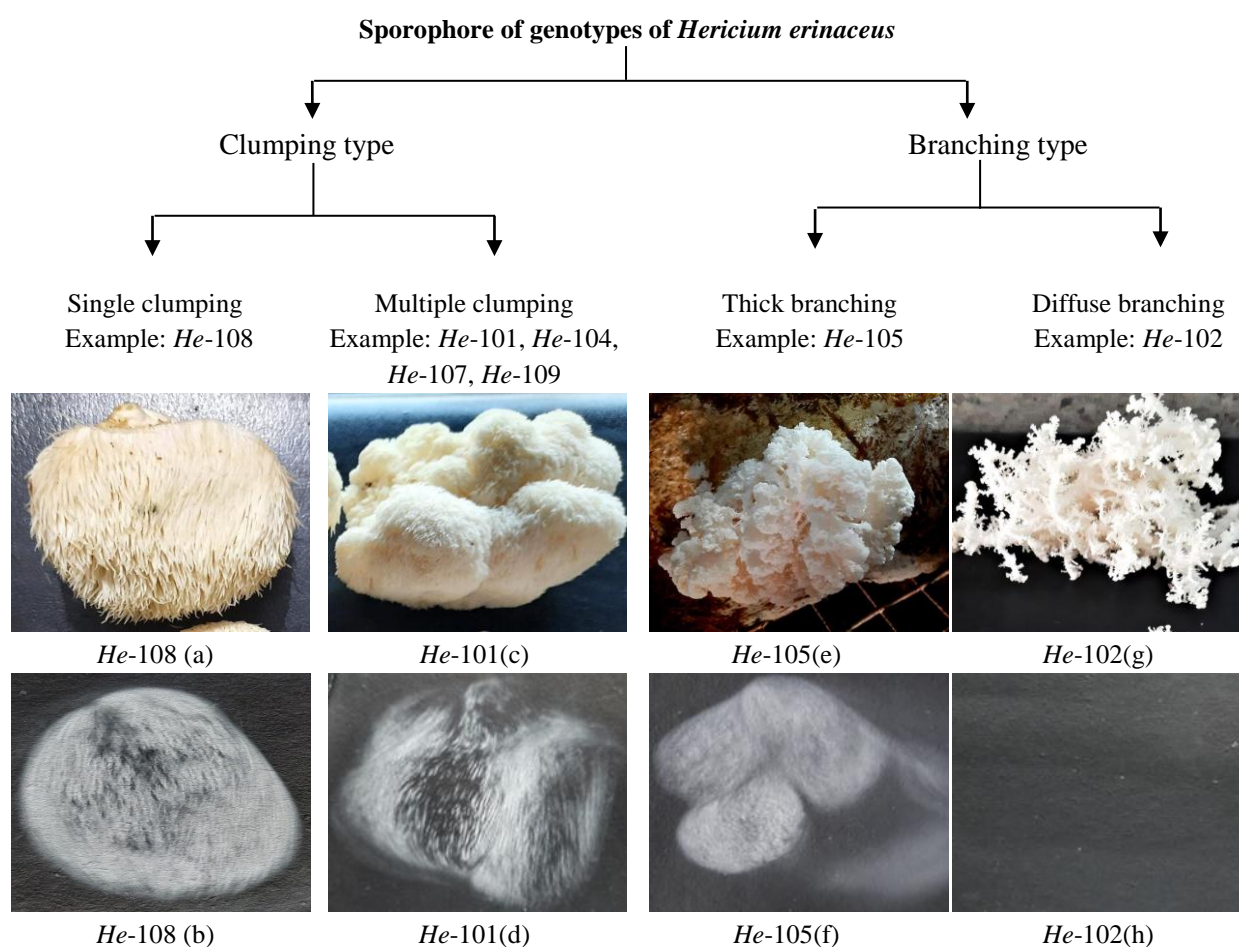 Sporophore of genotypes of Hericium erinaceus
Clumping type
Branching type
Single clumping
Example: He-108
Multiple clumping
Example: He-101, He-104,
He-107, He-109
Thick branching
Example: He-105
Diffuse branching
Example: He-102
He-108 (a)
He-101(c)
He-105(e)
He-102(g)
He-108 (b)
He-101(d)
He-105(f)
He-102(h)